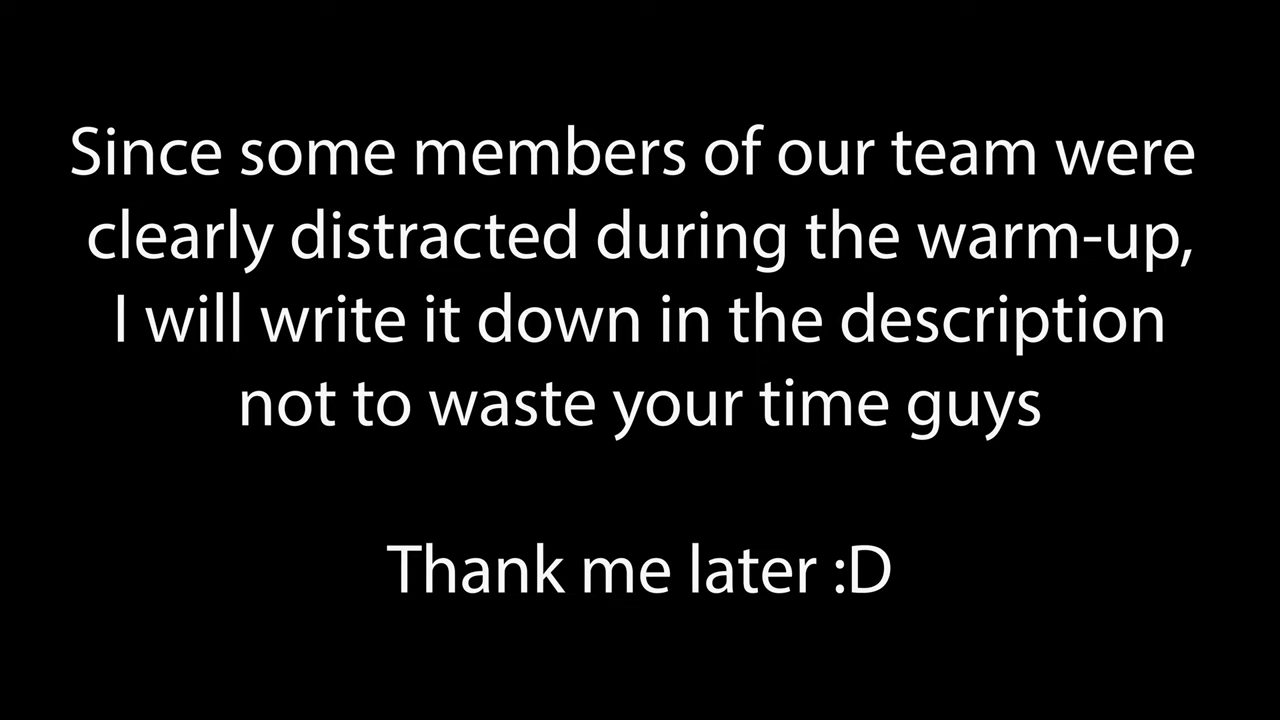 Since some members of our team were
clearly distracted during the warm-up,
I will write it down in the description
not to waste your time guys
Thank me later :D